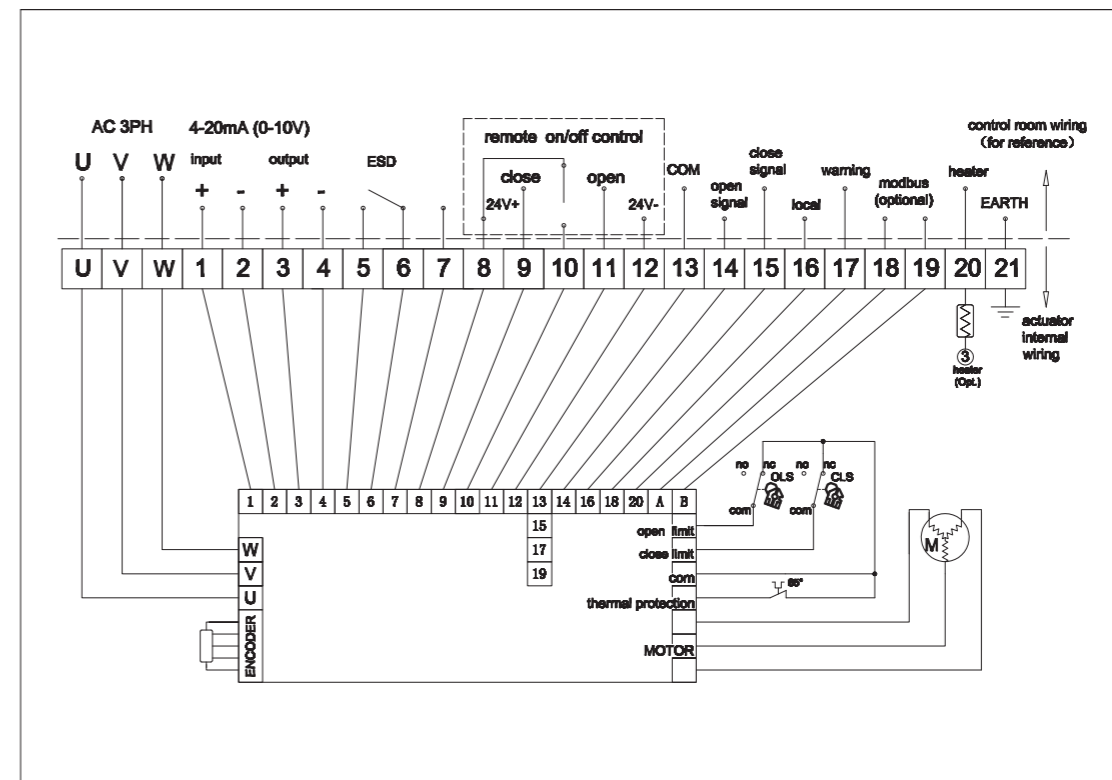 AC 3PH 4-20mA (0-10V)
U V W input output ESD
+ - + -
remote on/off control
close open
24V+ 24V-
COM
open signal
close signal
local
warning
modbus (optional)
heater
EARTH
control room wiring
(for reference)
U V W 1 2 3 4 5 6 7 8 9 10 11 12 13 14 15 16 17 18 19 20 21
3
heater
(Opt.)
actuator
internal
wiring
no nc no nc
OLS CLS
com com
1 2 3 4 5 6 7 8 9 10 11 12 13 14 16 18 20 A B
15
17
19
W
V
U
ENCODER
open limit
close limit
com
thermal protection
MOTOR
85°
M